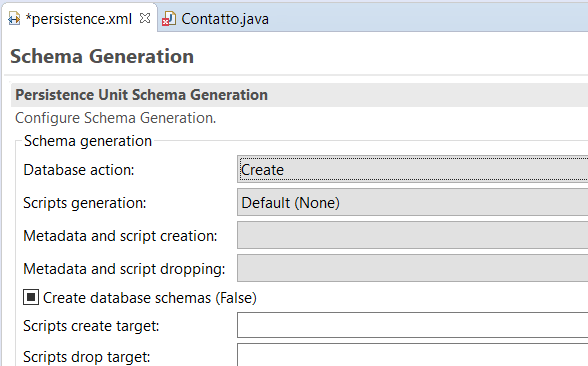 *persistence.xml Contatto.java
Schema Generation
Persistence Unit Schema Generation
Configure Schema Generation.
Schema generation
Database action: Create
Scripts generation: Default (None)
Metadata and script creation:
Metadata and script dropping:
Create database schemas (False)
Scripts create target:
Scripts drop target: